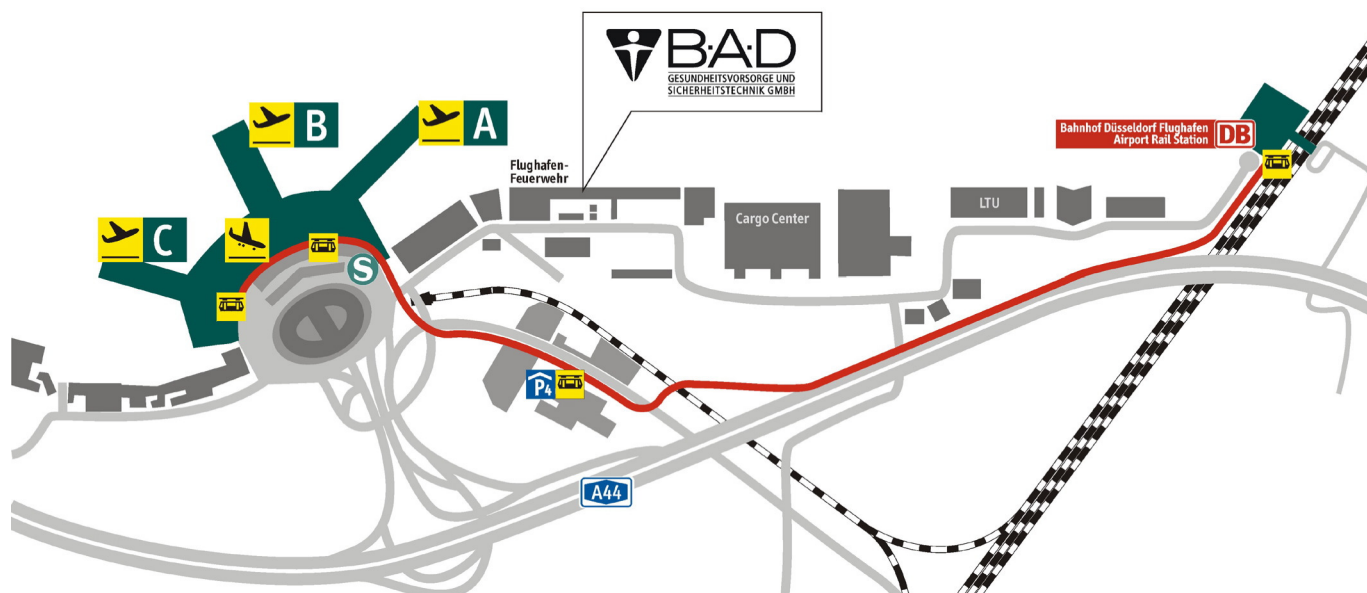 B·A·D
GESUNDHEITSVORSORGE UND
SICHERHEITSTECHNIK GMBH
B
A
C
Flughafen-
Feuerwehr
Bahnhof Düsseldorf Flughafen
Airport Rail Station
DB
LTU
Cargo Center
S
P4
A44